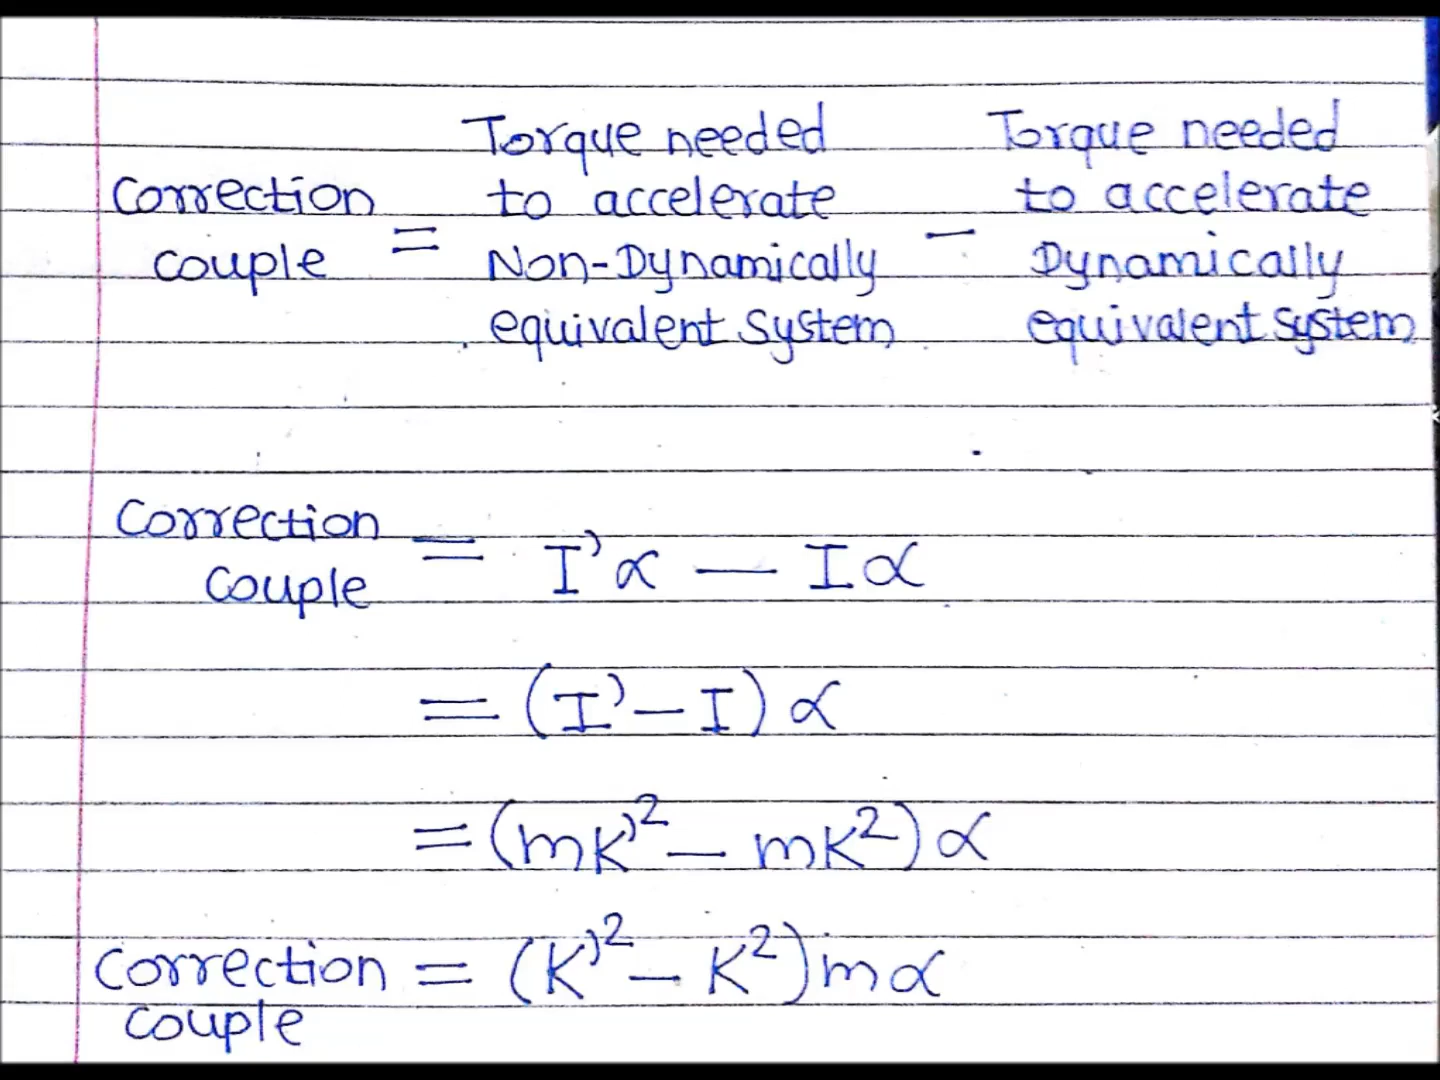 Torque needed Torque needed
correction to accelerate to accelerate
couple = Non-Dynamically - Dynamically
equivalent system equivalent system
correction
couple = I'α — Iα
= (I' - I) α
= (mK'² - mK²) α
correction = (K'² - K²) mα
couple